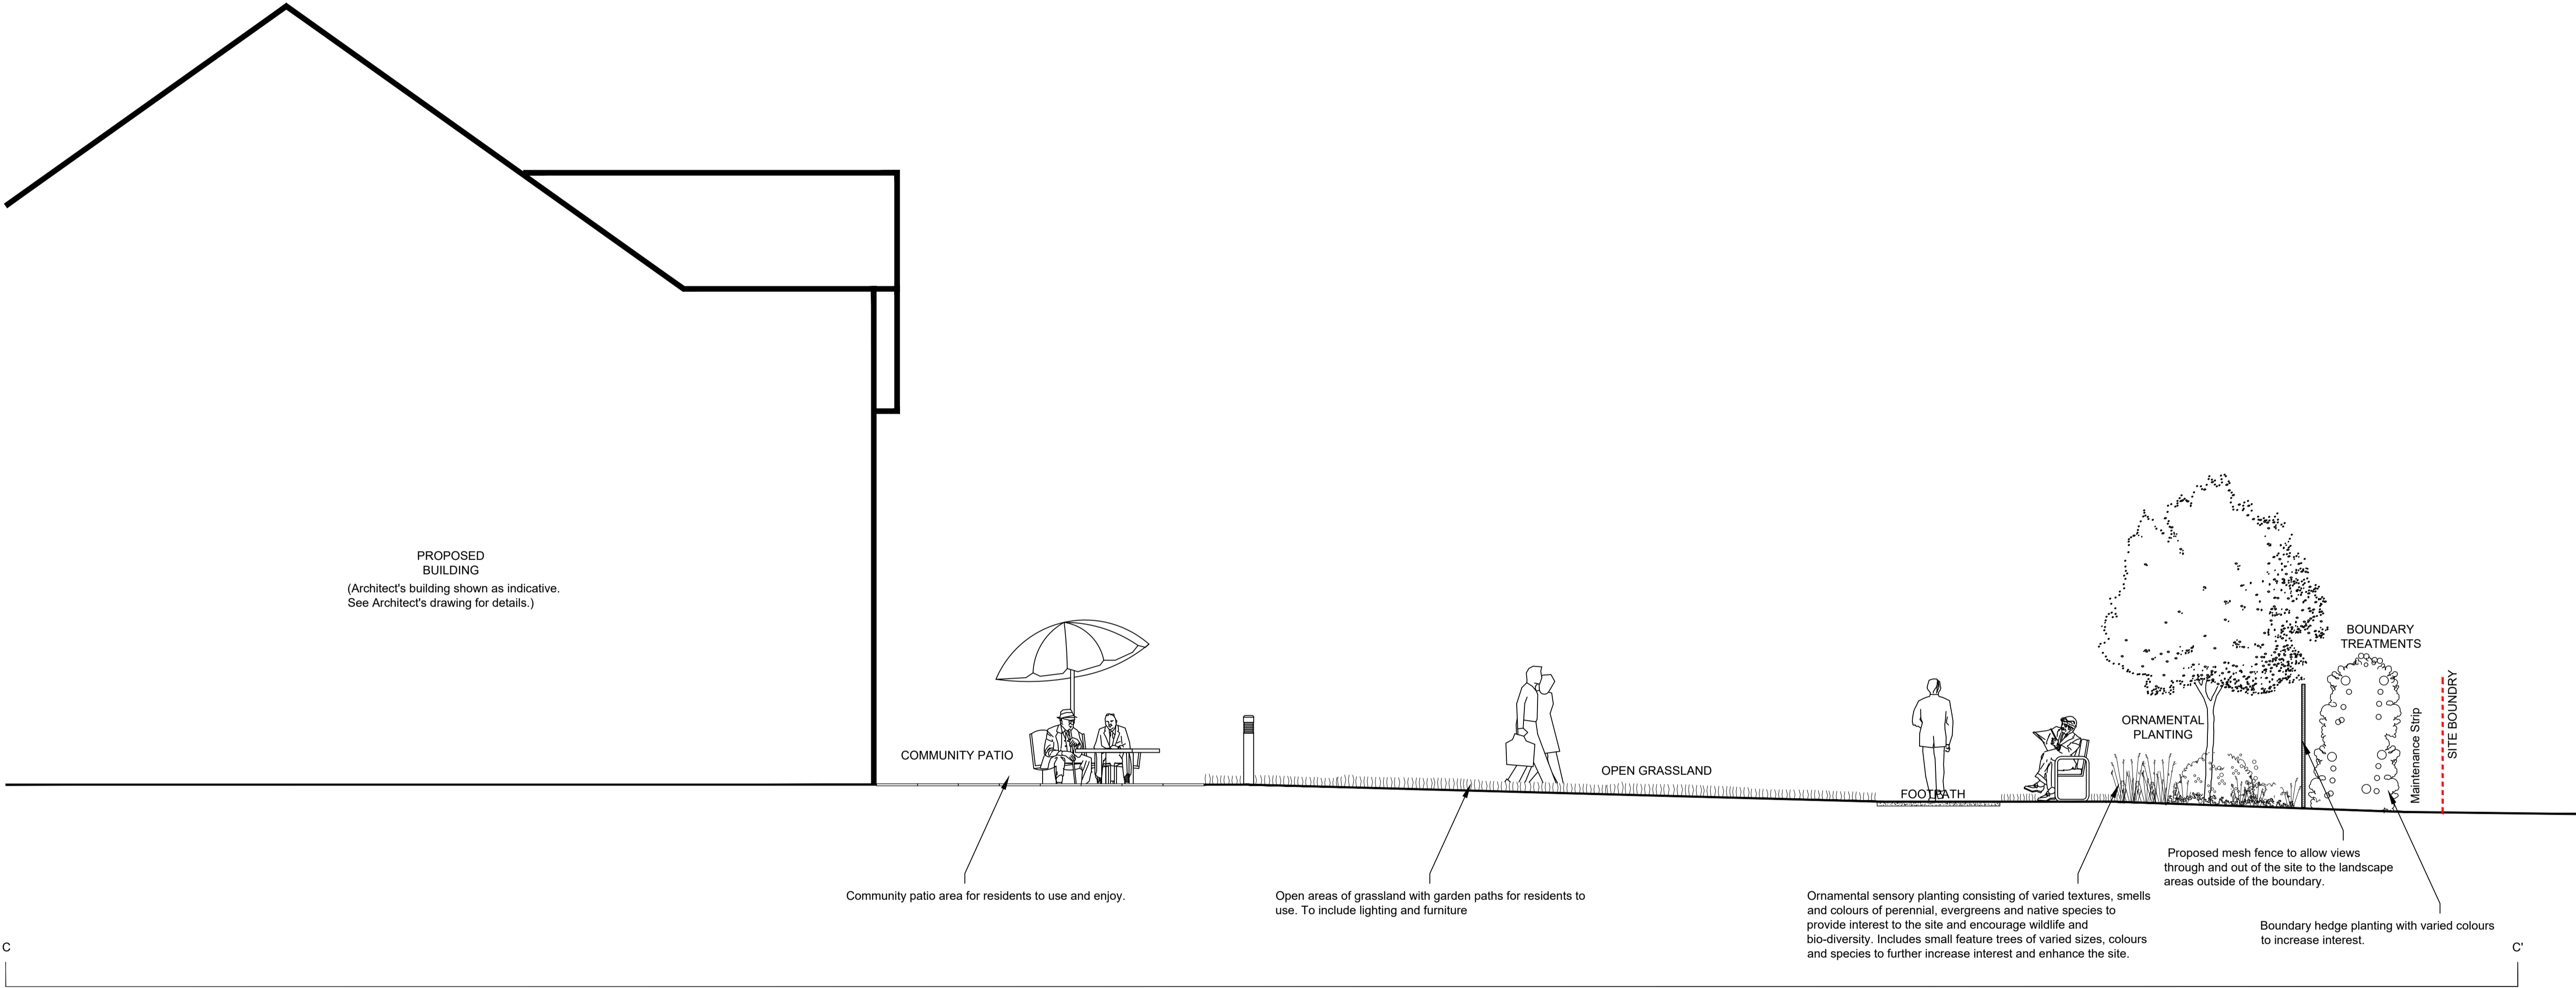 PROPOSED
BUILDING
(Architect's building shown as indicative.
See Architect's drawing for details.)
COMMUNITY PATIO
OPEN GRASSLAND
FOOTPATH
ORNAMENTAL
PLANTING
BOUNDARY
TREATMENTS
Maintenance Strip
SITE BOUNDRY
Community patio area for residents to use and enjoy.
Open areas of grassland with garden paths for residents to
use. To include lighting and furniture
Ornamental sensory planting consisting of varied textures, smells
and colours of perennial, evergreens and native species to
provide interest to the site and encourage wildlife and
bio-diversity. Includes small feature trees of varied sizes, colours
and species to further increase interest and enhance the site.
Proposed mesh fence to allow views
through and out of the site to the landscape
areas outside of the boundary.
Boundary hedge planting with varied colours
to increase interest.
C
C'